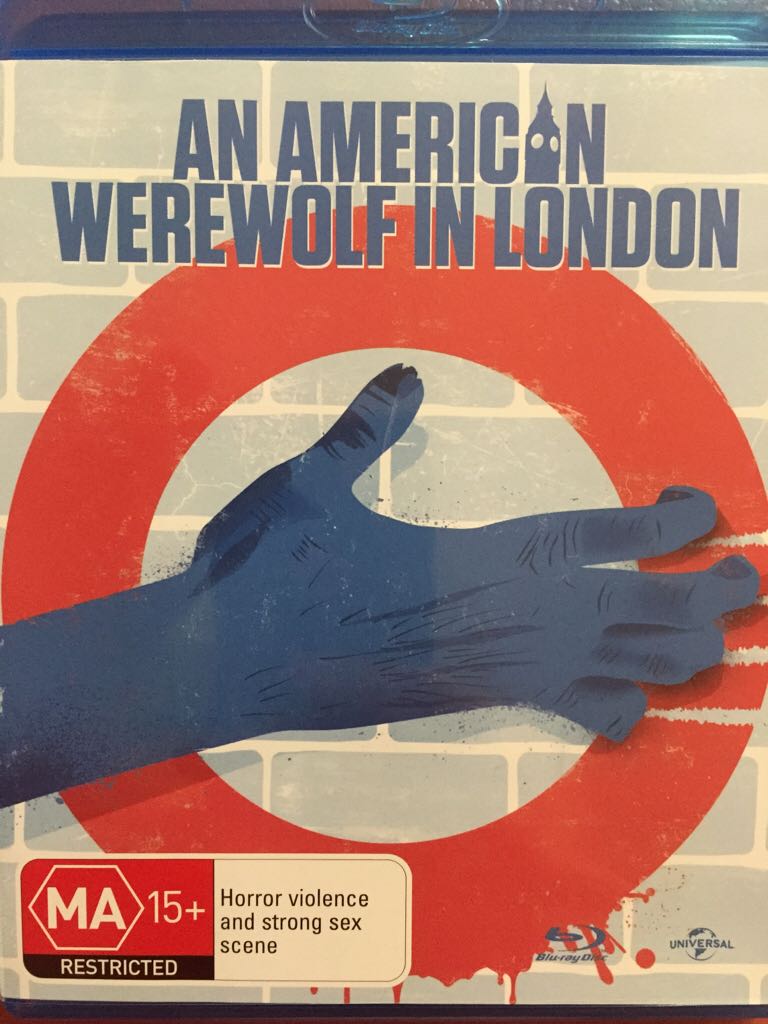 AN AMERICAN
WEREWOLF IN LONDON
MA 15+
RESTRICTED
Horror violence
and strong sex
scene
Blu-ray Disc
UNIVERSAL